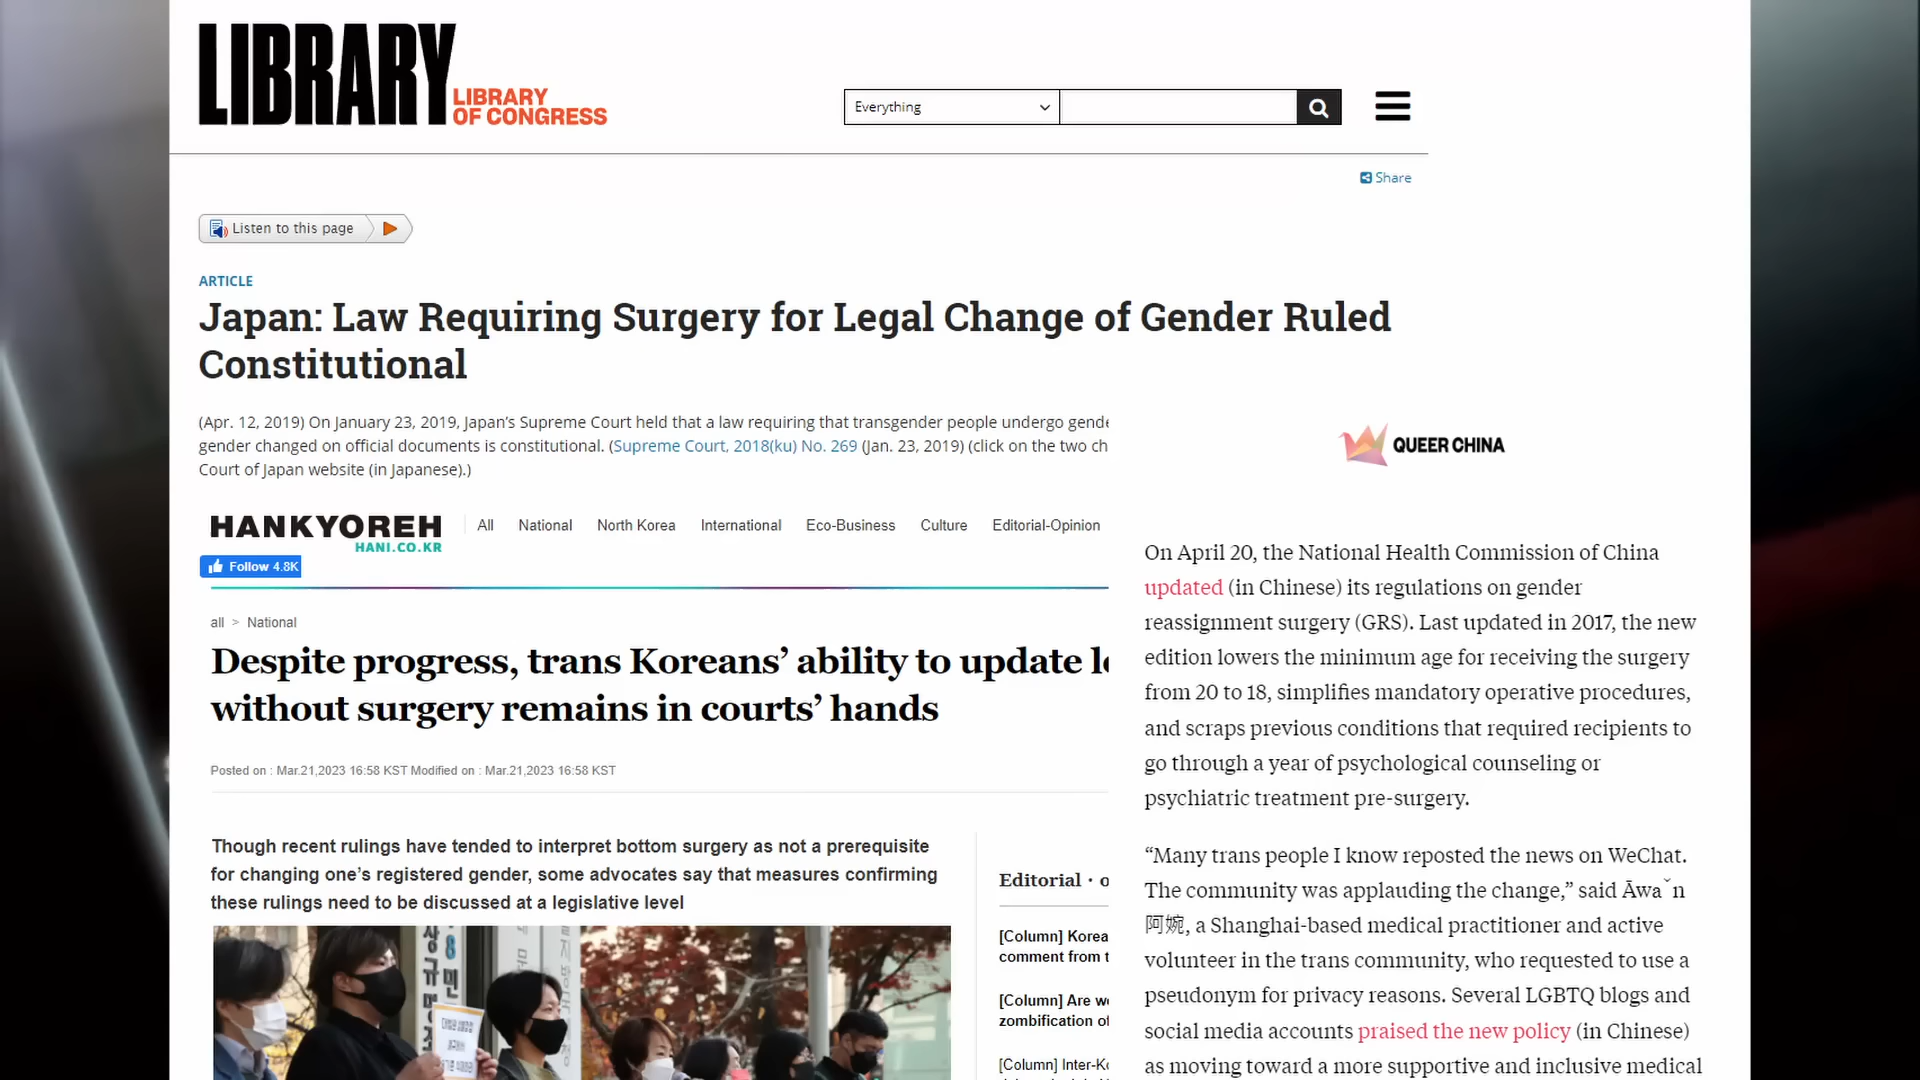 LIBRARY
LIBRARY
OF CONGRESS
Everything
Share
Listen to this page
ARTICLE
Japan: Law Requiring Surgery for Legal Change of Gender Ruled
Constitutional
(Apr. 12, 2019) On January 23, 2019, Japan’s Supreme Court held that a law requiring that transgender people undergo gende
gender changed on official documents is constitutional. (Supreme Court, 2018(ku) No. 269 (Jan. 23, 2019) (click on the two ch
Court of Japan website (in Japanese).)
HANKYOREH
HANI.CO.KR
All National North Korea International Eco-Business Culture Editorial-Opinion
Follow 4.8K
all > National
Despite progress, trans Koreans’ ability to update le
without surgery remains in courts’ hands
Posted on : Mar.21,2023 16:58 KST Modified on : Mar.21,2023 16:58 KST
Though recent rulings have tended to interpret bottom surgery as not a prerequisite
for changing one’s registered gender, some advocates say that measures confirming
these rulings need to be discussed at a legislative level
Editorial · o
[Column] Korea
comment from t
[Column] Are we
zombification of
[Column] Inter-Ko
QUEER CHINA
On April 20, the National Health Commission of China
updated (in Chinese) its regulations on gender
reassignment surgery (GRS). Last updated in 2017, the new
edition lowers the minimum age for receiving the surgery
from 20 to 18, simplifies mandatory operative procedures,
and scraps previous conditions that required recipients to
go through a year of psychological counseling or
psychiatric treatment pre-surgery.
“Many trans people I know reposted the news on WeChat.
The community was applauding the change,” said Āwaˇn
阿婉, a Shanghai-based medical practitioner and active
volunteer in the trans community, who requested to use a
pseudonym for privacy reasons. Several LGBTQ blogs and
social media accounts praised the new policy (in Chinese)
as moving toward a more supportive and inclusive medical